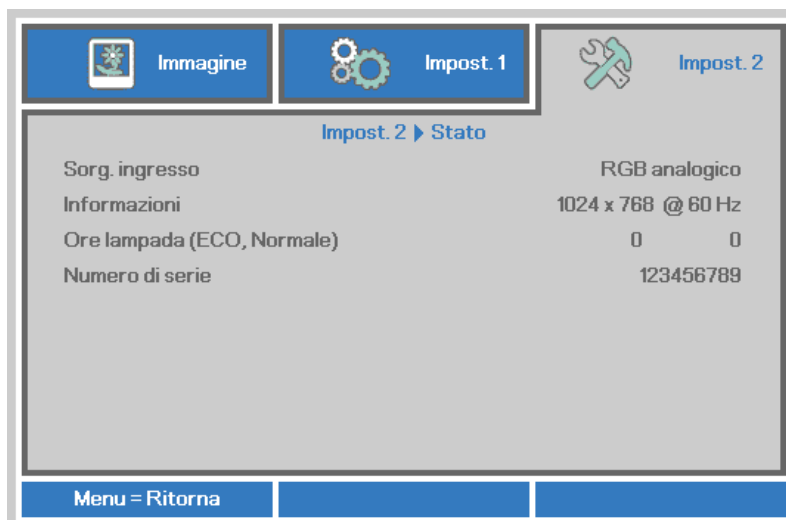 Immagine
Impost. 1
Impost. 2
Impost. 2 ▶ Stato
Sorg. ingresso RGB analogico
Informazioni 1024 x 768 @ 60 Hz
Ore lampada (ECO, Normale) 0 0
Numero di serie 123456789
Menu = Ritorna